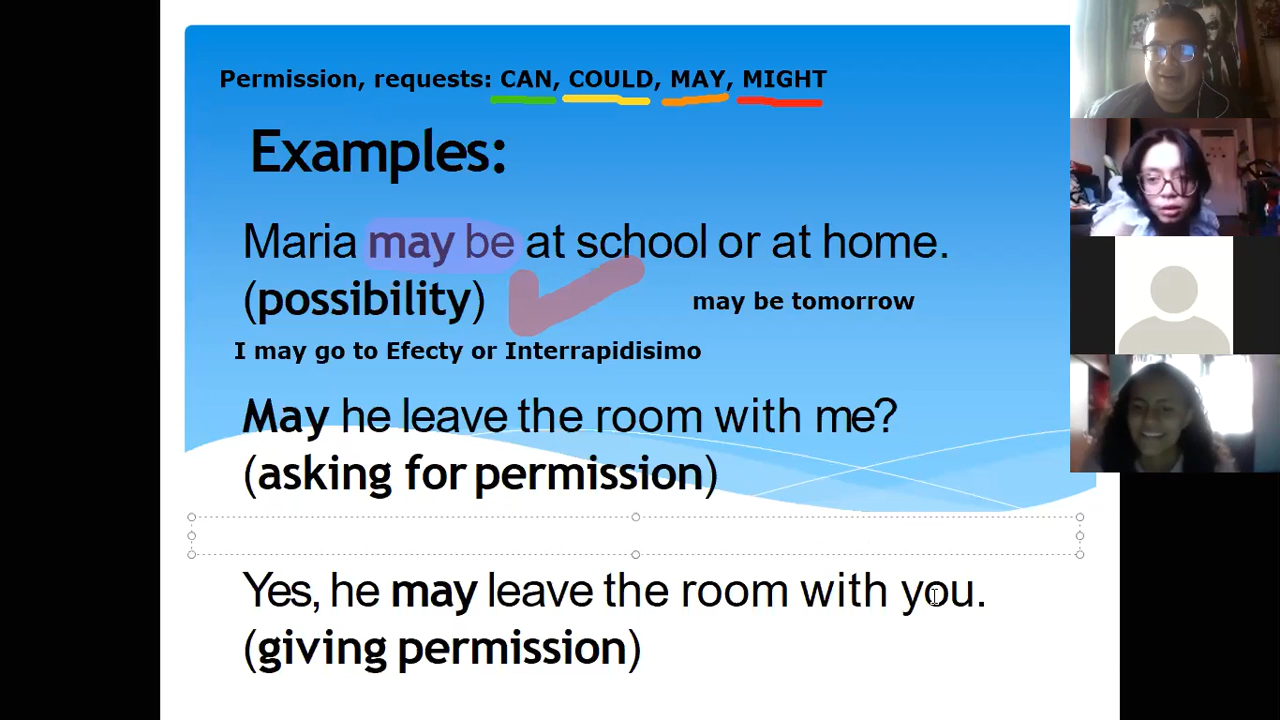 Permission, requests: CAN, COULD, MAY, MIGHT
Examples:
Maria may be at school or at home.
(possibility)
may be tomorrow
I may go to Efecty or Interrapidisimo
May he leave the room with me?
(asking for permission)
Yes, he may leave the room with you.
(giving permission)